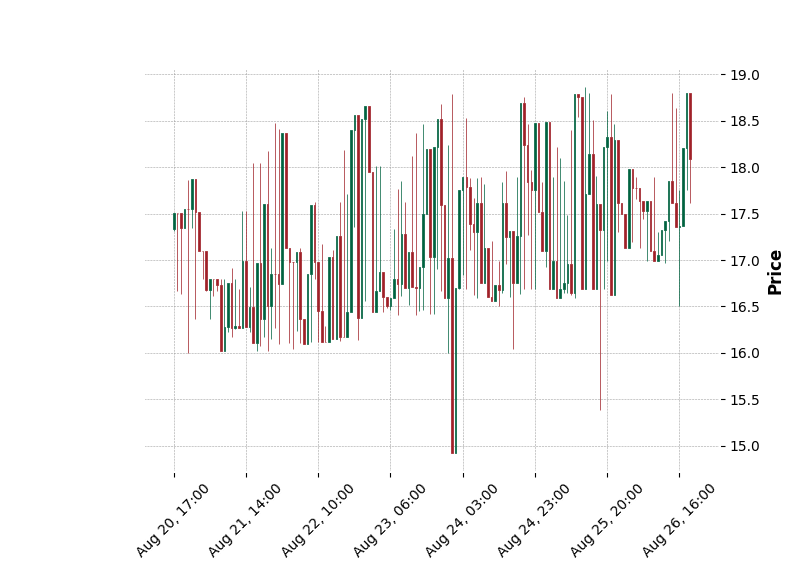 19.0
18.5
18.0
17.5
17.0
16.5
16.0
15.5
15.0
Price
Aug 20, 17:00
Aug 21, 14:00
Aug 22, 10:00
Aug 23, 06:00
Aug 24, 03:00
Aug 24, 23:00
Aug 25, 20:00
Aug 26, 16:00